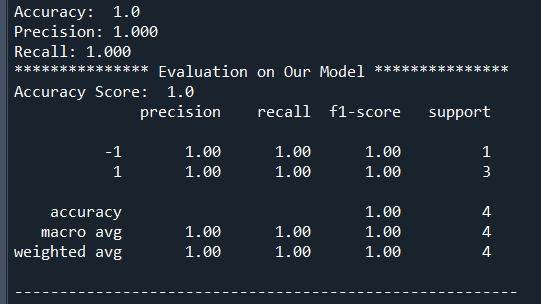 Accuracy:  1.0
Precision: 1.000
Recall: 1.000
*************** Evaluation on Our Model ***************
Accuracy Score:  1.0
              precision    recall  f1-score   support

          -1       1.00      1.00      1.00         1
           1       1.00      1.00      1.00         3

    accuracy                           1.00         4
   macro avg       1.00      1.00      1.00         4
weighted avg       1.00      1.00      1.00         4

--------------------------------------------------------